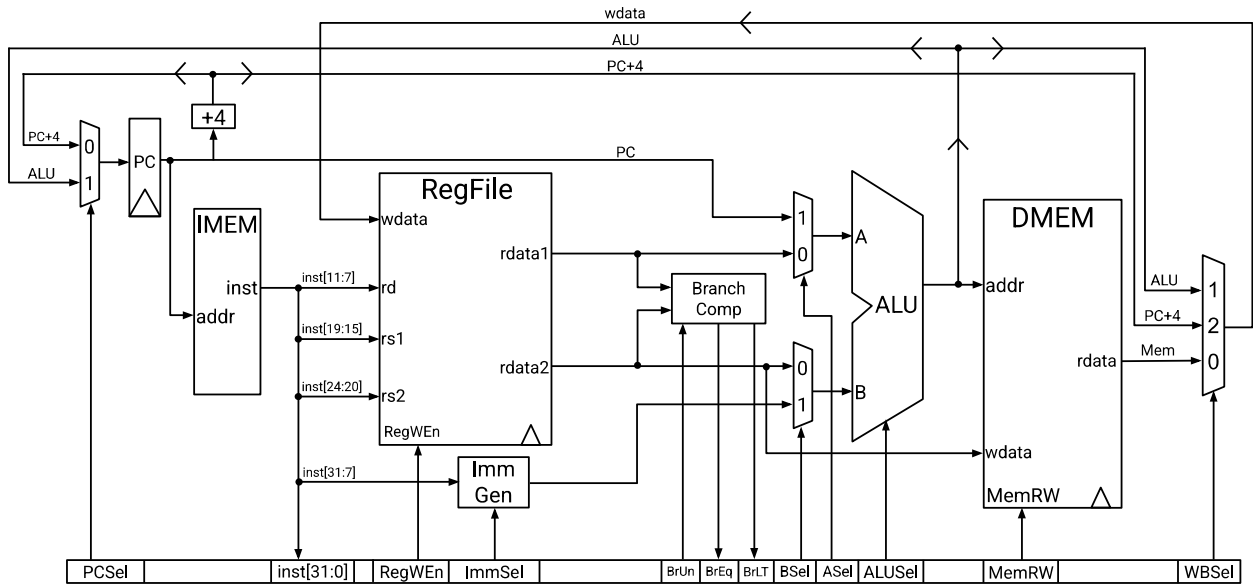 wdata
ALU
PC+4
+4
PC+4
0
PC
PC
ALU
1
RegFile
DMEM
IMEM
wdata
1
A
rdata1
0
inst
inst[11:7]
rd
Branch
Comp
ALU
addr
ALU
1
addr
inst[19:15]
rs1
PC+4
2
rdata2
0
rdata
Mem
0
inst[24:20]
rs2
1
B
RegWEn
wdata
inst[31:7]
Imm
Gen
MemRW
PCSel
inst[31:0]
RegWEn
ImmSel
BrUn
BrEq
BrLT
BSel
ASel
ALUSel
MemRW
WBSel